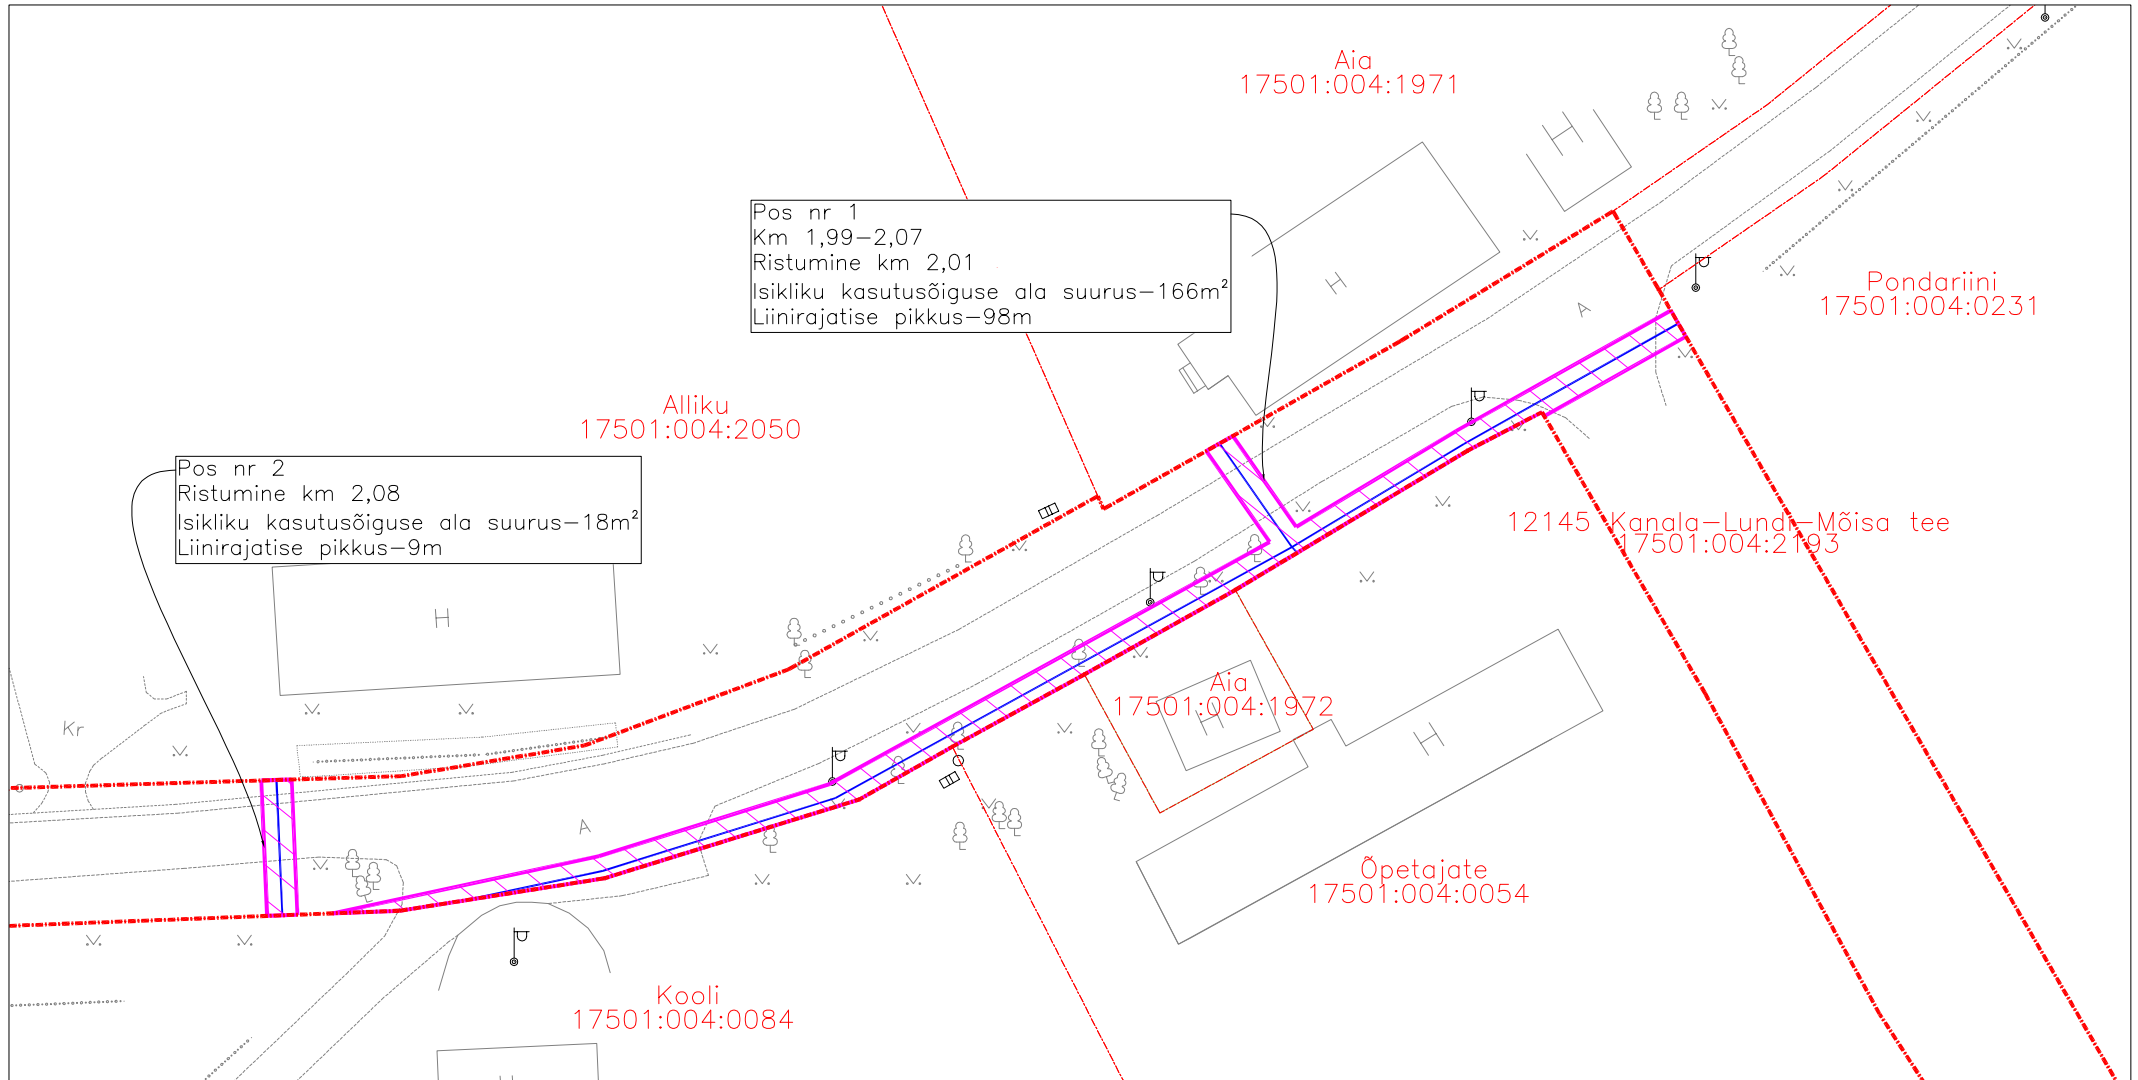 Aia
17501:004:1971
Pos nr 1
Km 1,99-2,07
Ristumine km 2,01
Isikliku kasutusõiguse ala suurus-166m²
Liinirajatise pikkus-98m
Pondariini
17501:004:0231
Alliku
17501:004:2050
Pos nr 2
Ristumine km 2,08
Isikliku kasutusõiguse ala suurus-18m²
Liinirajatise pikkus-9m
12145 Kanala-Lundi-Mõisa tee
17501:004:2193
Aia
17501:004:1972
Õpetajate
17501:004:0054
Kooli
17501:004:0084
H
H
A
H
Kr
H
H
A
H